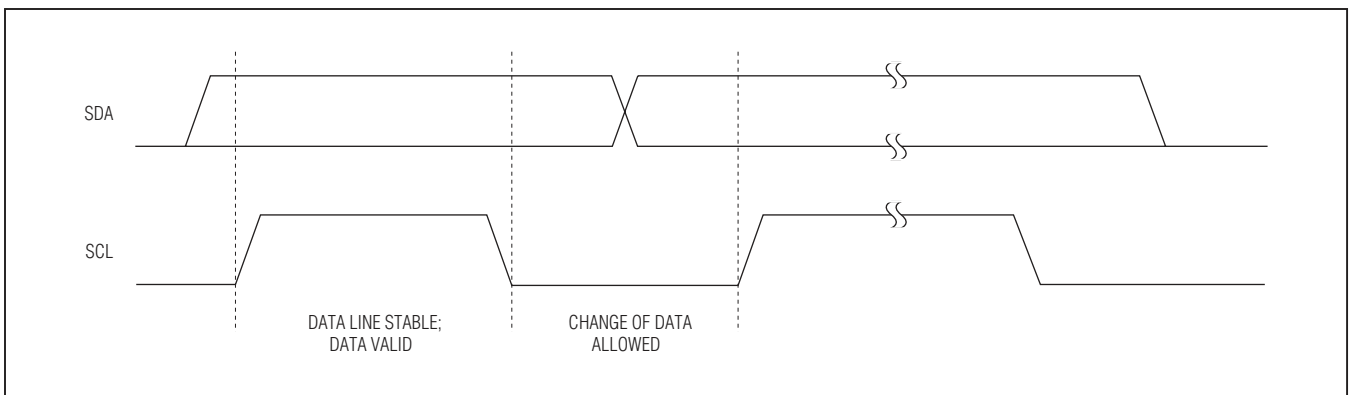 SDA
SCL
DATA LINE STABLE;
DATA VALID
CHANGE OF DATA
ALLOWED